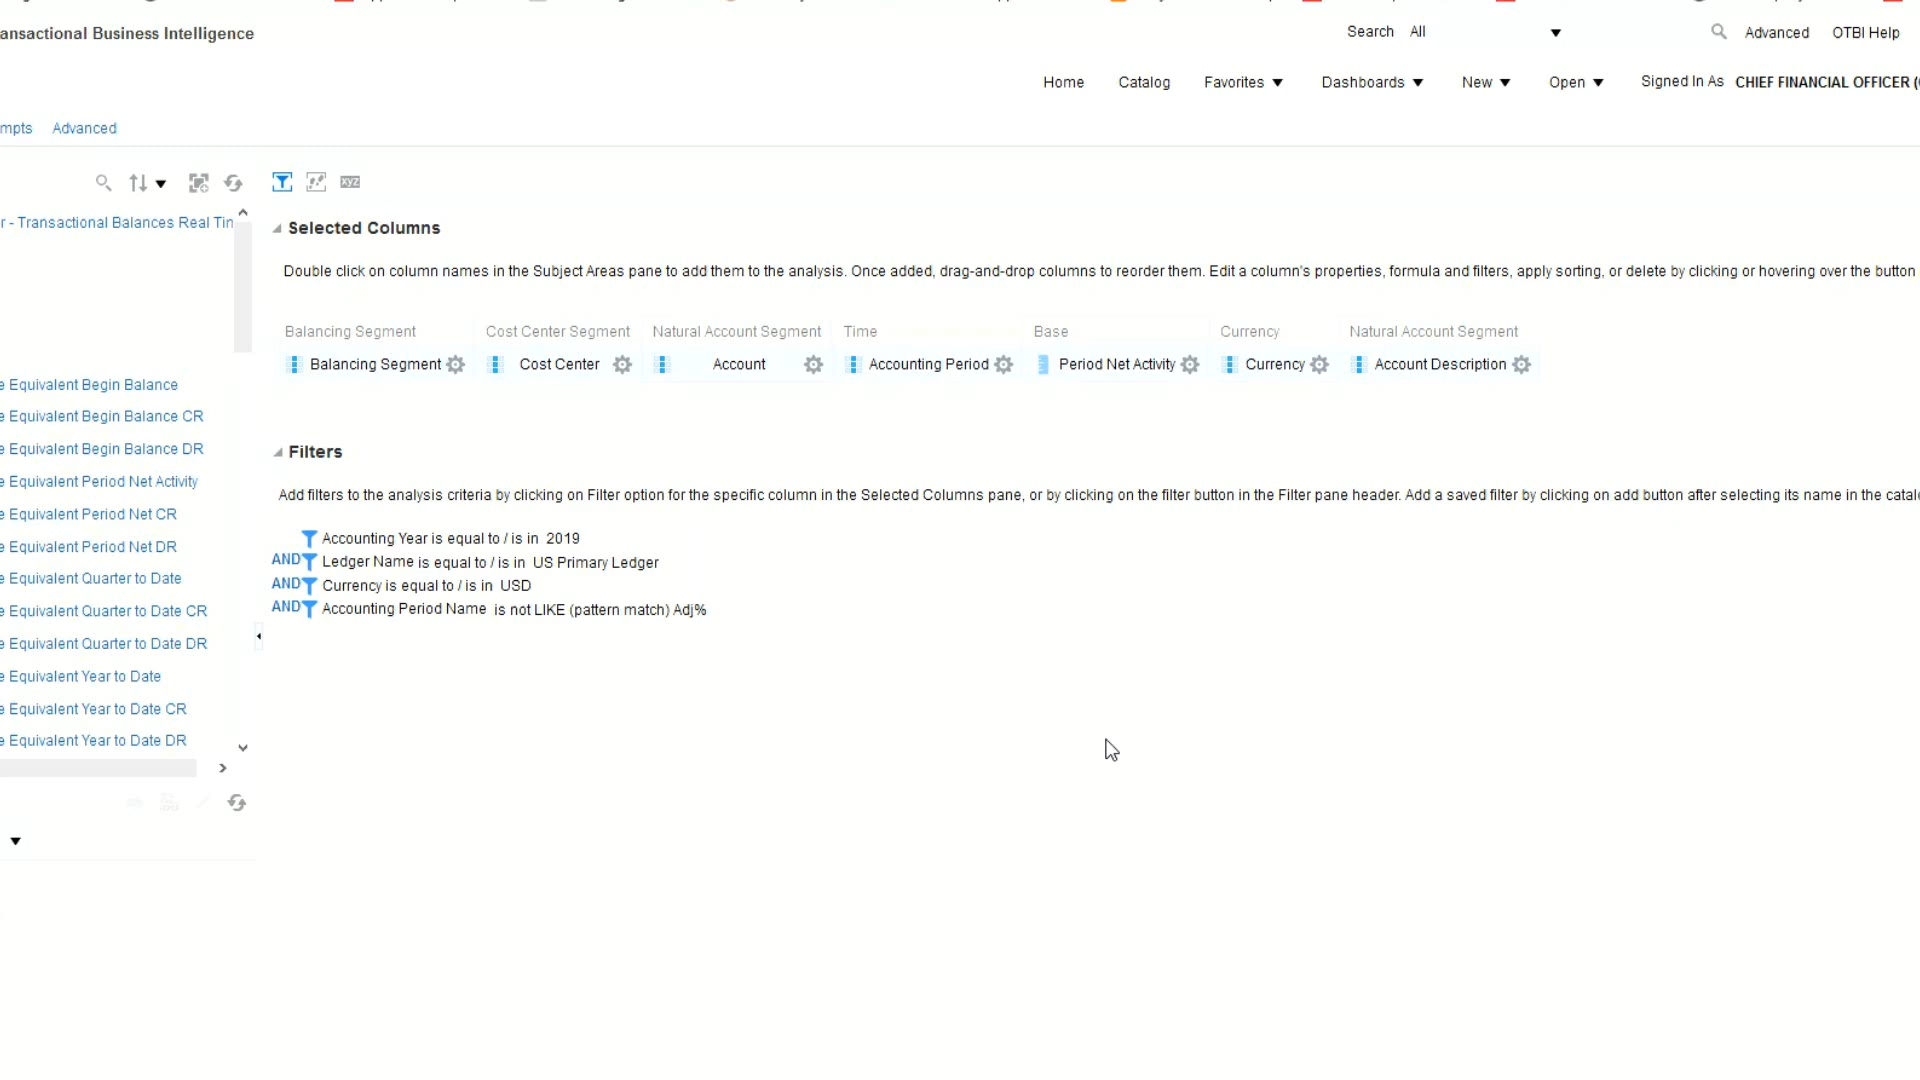 ansactional Business Intelligence
Search All
Advanced OTBI Help
Home Catalog Favorites Dashboards New Open Signed In As CHIEF FINANCIAL OFFICER (
mpts Advanced
xyz
r - Transactional Balances Real Tin
Selected Columns
Double click on column names in the Subject Areas pane to add them to the analysis. Once added, drag-and-drop columns to reorder them. Edit a column's properties, formula and filters, apply sorting, or delete by clicking or hovering over the button
Balancing Segment Cost Center Segment Natural Account Segment Time Base Currency Natural Account Segment
Balancing Segment Cost Center Account Accounting Period Period Net Activity Currency Account Description
e Equivalent Begin Balance
e Equivalent Begin Balance CR
e Equivalent Begin Balance DR
e Equivalent Period Net Activity
e Equivalent Period Net CR
e Equivalent Period Net DR
e Equivalent Quarter to Date
e Equivalent Quarter to Date CR
e Equivalent Quarter to Date DR
e Equivalent Year to Date
e Equivalent Year to Date CR
e Equivalent Year to Date DR
Filters
Add filters to the analysis criteria by clicking on Filter option for the specific column in the Selected Columns pane, or by clicking on the filter button in the Filter pane header. Add a saved filter by clicking on add button after selecting its name in the catal
Accounting Year is equal to / is in 2019
AND Ledger Name is equal to / is in US Primary Ledger
AND Currency is equal to / is in USD
AND Accounting Period Name is not LIKE (pattern match) Adj%